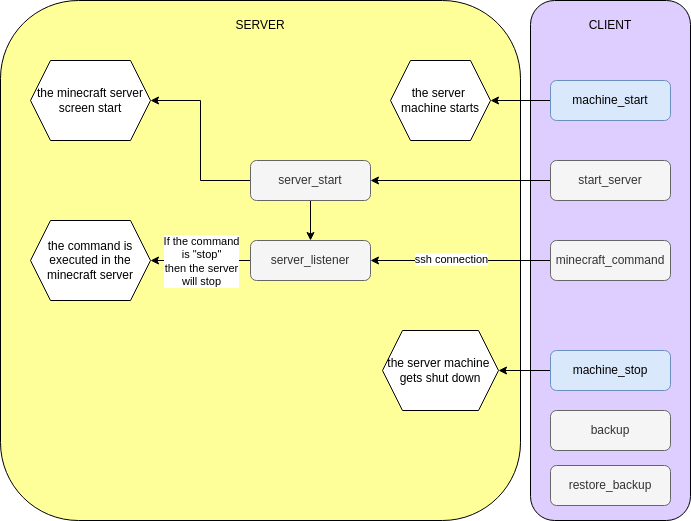 SERVER
CLIENT
the minecraft server
screen start
the server
machine starts
machine_start
server_start
start_server
the command is
executed in the
minecraft server
If the command
is "stop"
then the server
will stop
server_listener
ssh connection
minecraft_command
the server machine
gets shut down
machine_stop
backup
restore_backup